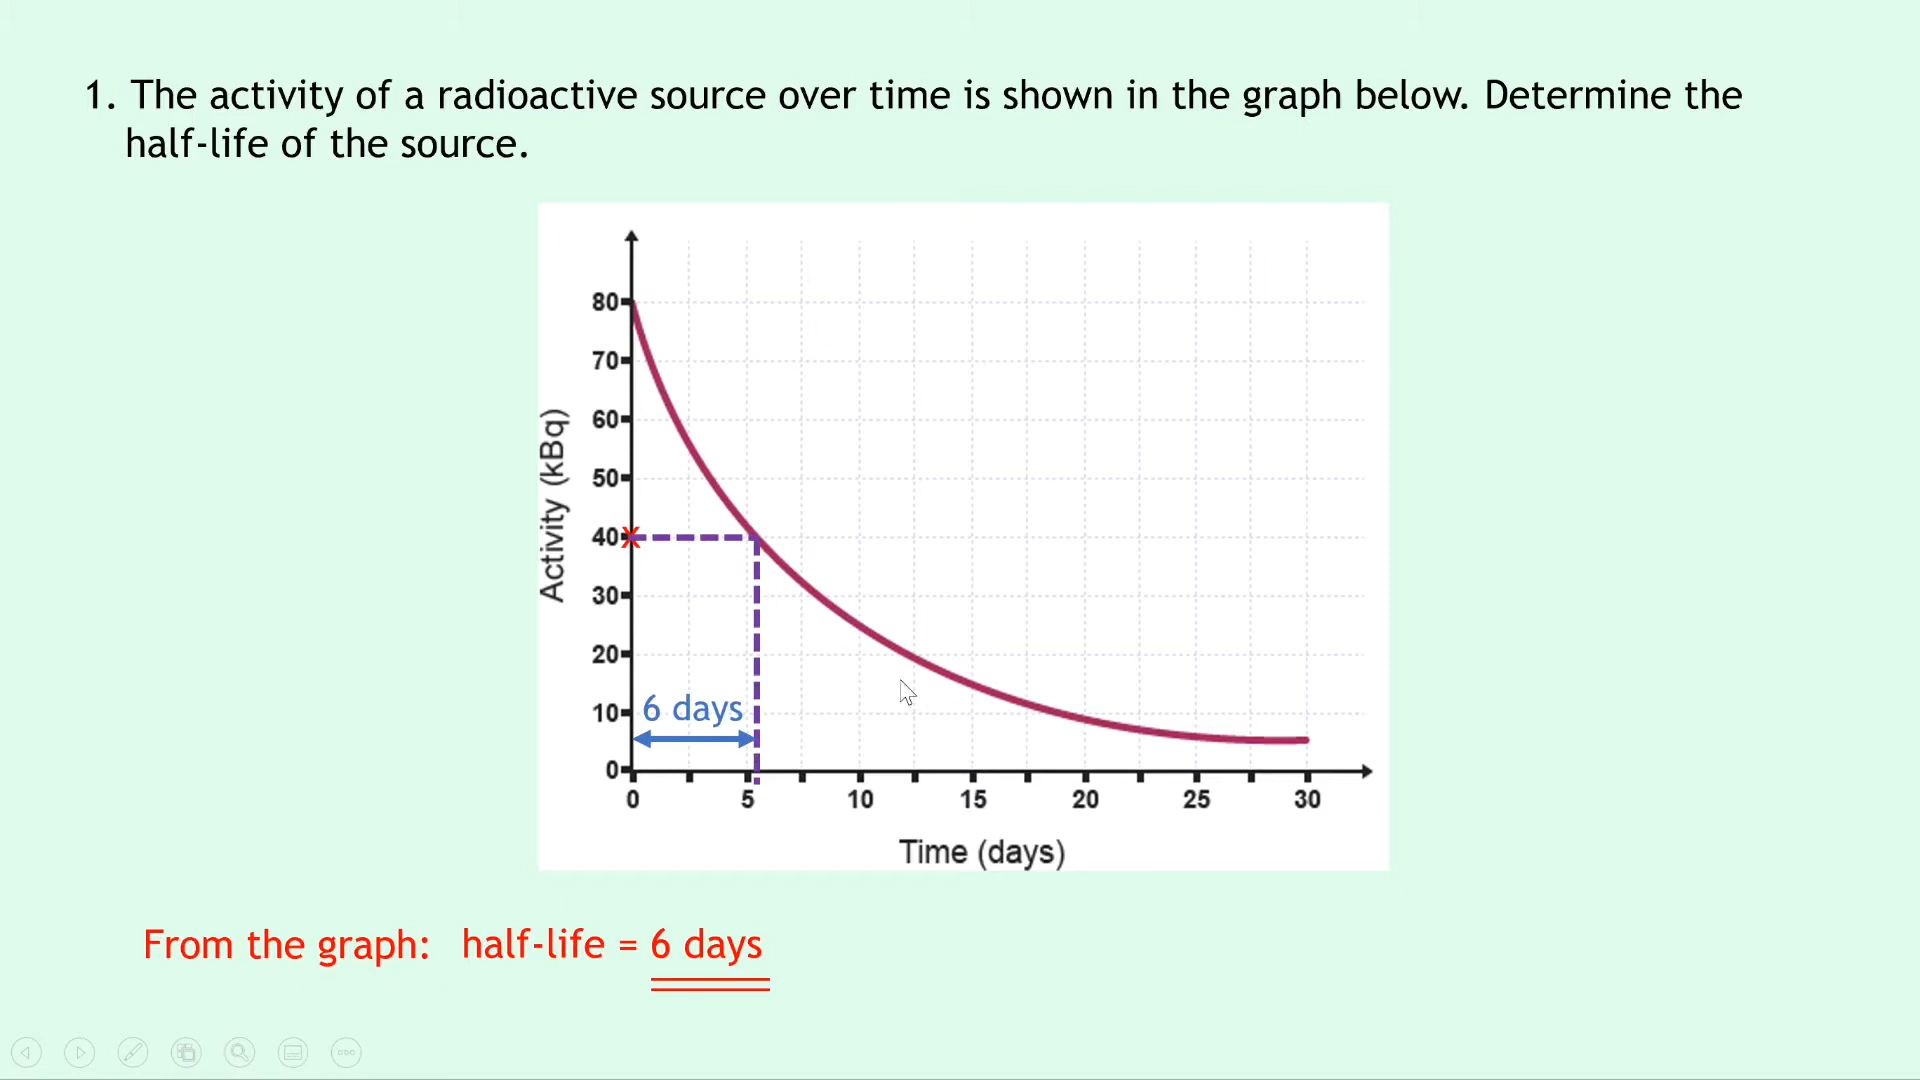 1. The activity of a radioactive source over time is shown in the graph below. Determine the
half-life of the source.
Activity (kBq)
80
70
60
50
40
x
30
20
10
0
6 days
0 5 10 15 20 25 30
Time (days)
From the graph: half-life = 6 days